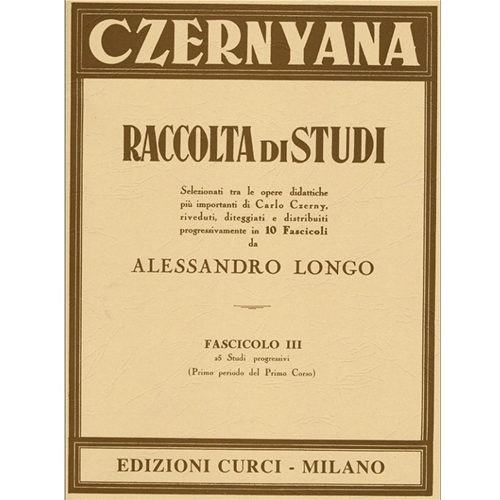 CZERNYANA
RACCOLTA DI STUDI
Selezionati tra le opere didattiche
più importanti di Carlo Czerny,
riveduti, diteggiati e distribuiti
progressivamente in 10 Fascicoli
da
ALESSANDRO LONGO
FASCICOLO III
25 Studi progressivi
(Primo periodo del Primo Corso)
EDIZIONI CURCI - MILANO